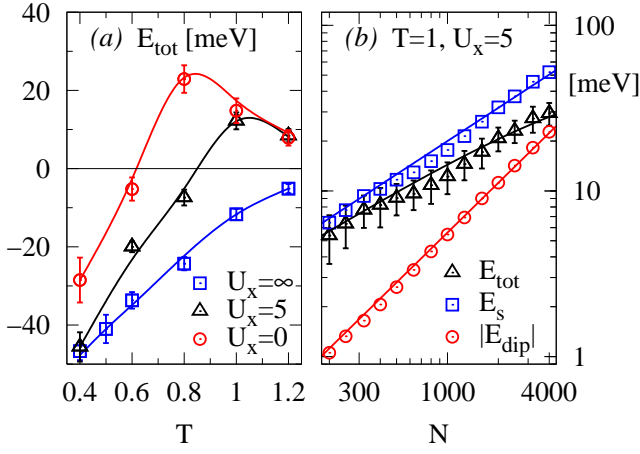 (a) E_tot [meV]
40
20
0
−20
−40
U_x=∞
U_x=5
U_x=0
0.4 0.6 0.8 1 1.2
T
(b) T=1, U_x=5
100
[meV]
10
1
E_tot
E_s
|E_dip|
300 1000 4000
N